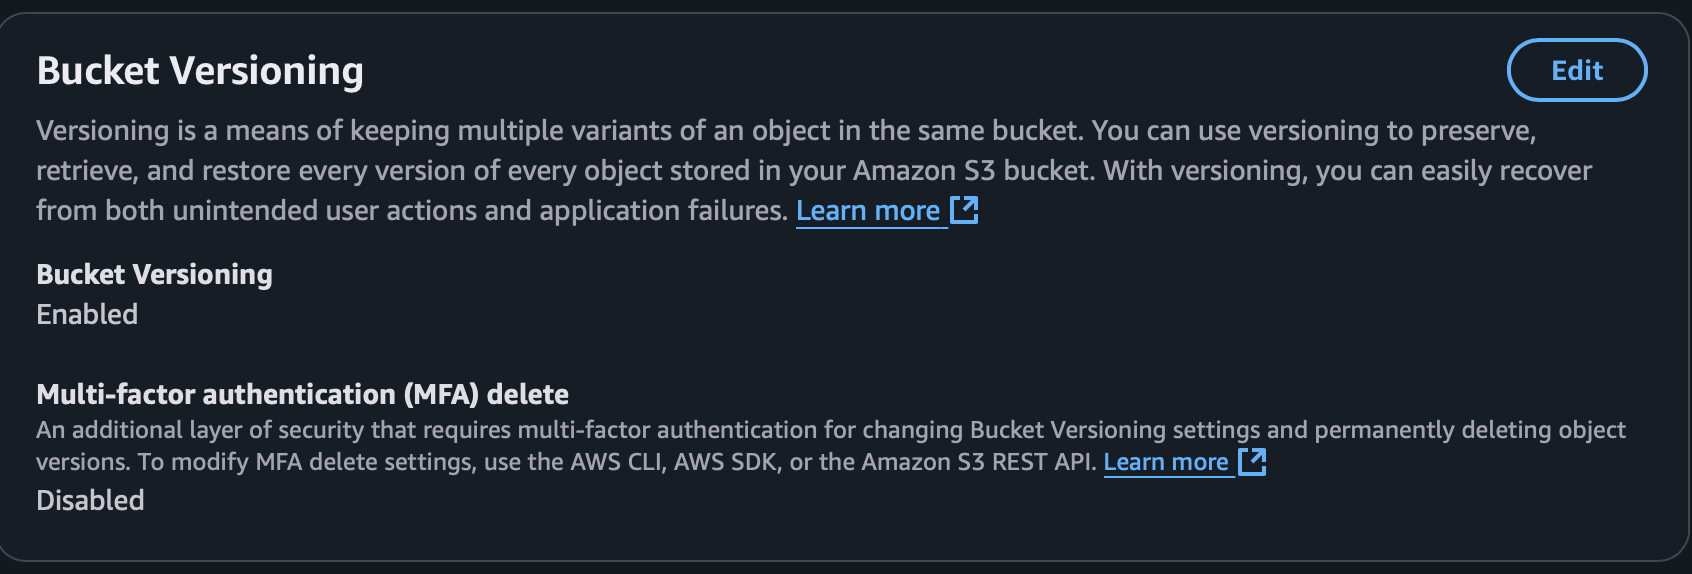 Bucket Versioning
Edit
Versioning is a means of keeping multiple variants of an object in the same bucket. You can use versioning to preserve,
retrieve, and restore every version of every object stored in your Amazon S3 bucket. With versioning, you can easily recover
from both unintended user actions and application failures. Learn more
Bucket Versioning
Enabled
Multi-factor authentication (MFA) delete
An additional layer of security that requires multi-factor authentication for changing Bucket Versioning settings and permanently deleting object
versions. To modify MFA delete settings, use the AWS CLI, AWS SDK, or the Amazon S3 REST API. Learn more
Disabled